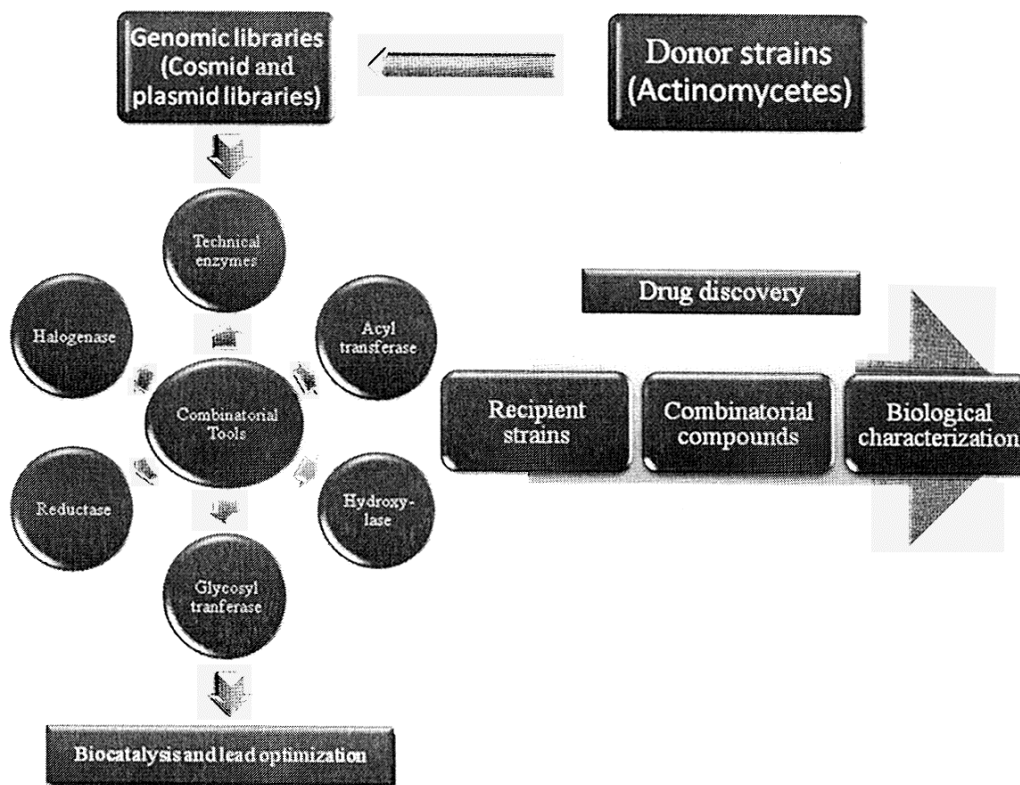 Genomic libraries
(Cosmid and
plasmid libraries)
Donor strains
(Actinomycetes)
Technical
enzymes
Halogenase
Acyl
transferase
Combinatorial
Tools
Reductase
Hydroxy-
lase
Glycosyl
tranferase
Biocatalysis and lead optimization
Drug discovery
Recipient
strains
Combinatorial
compounds
Biological
characterization